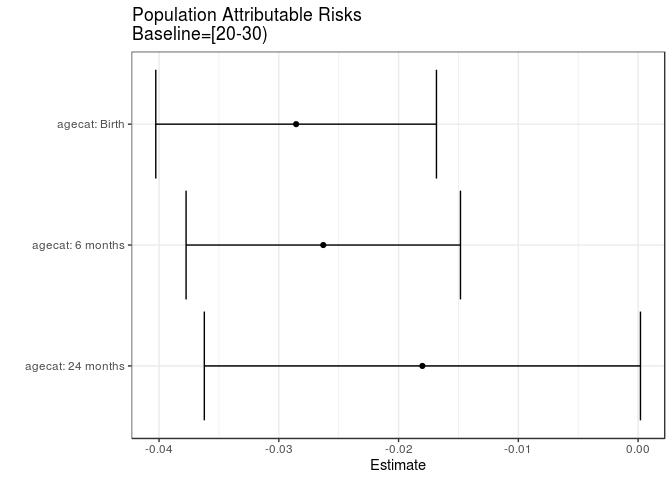 Population Attributable Risks
Baseline=[20-30)
agecat: Birth
agecat: 6 months
agecat: 24 months
-0.04 -0.03 -0.02 -0.01 0.00
Estimate